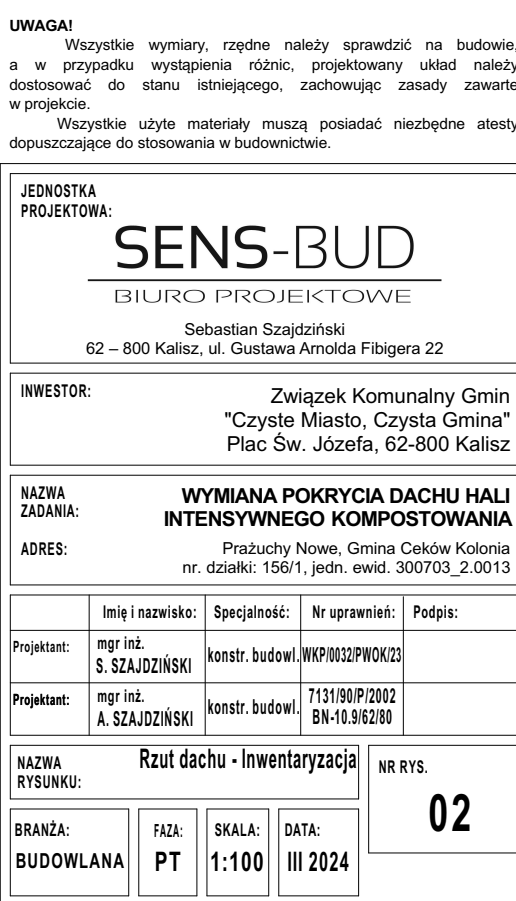 UWAGA!
Wszystkie wymiary, rzędne należy sprawdzić na budowie,
a w przypadku wystąpienia różnic, projektowany układ należy
dostosować do stanu istniejącego, zachowując zasady zawarte
w projekcie.
Wszystkie użyte materiały muszą posiadać niezbędne atesty
dopuszczające do stosowania w budownictwie.
JEDNOSTKA
PROJEKTOWA:
SENS-BUD
BIURO PROJEKTOWE
Sebastian Szajdziński
62 – 800 Kalisz, ul. Gustawa Arnolda Fibigera 22
INWESTOR:
Związek Komunalny Gmin
"Czyste Miasto, Czysta Gmina"
Plac Św. Józefa, 62-800 Kalisz
NAZWA
ZADANIA:
WYMIANA POKRYCIA DACHU HALI
INTENSYWNEGO KOMPOSTOWANIA
ADRES:
Prażuchy Nowe, Gmina Ceków Kolonia
nr. działki: 156/1, jedn. ewid. 300703_2.0013
Imię i nazwisko: Specjalność: Nr uprawnień: Podpis:
Projektant: mgr inż.
S. SZAJDZIŃSKI konstr. budowl. WKP/0032/PWOK/23
Projektant: mgr inż.
A. SZAJDZIŃSKI konstr. budowl. 7131/90/P/2002
BN-10.9/62/80
NAZWA
RYSUNKU:
Rzut dachu - Inwentaryzacja
NR RYS.
02
BRANŻA:
BUDOWLANA
FAZA:
PT
SKALA:
1:100
DATA:
III 2024